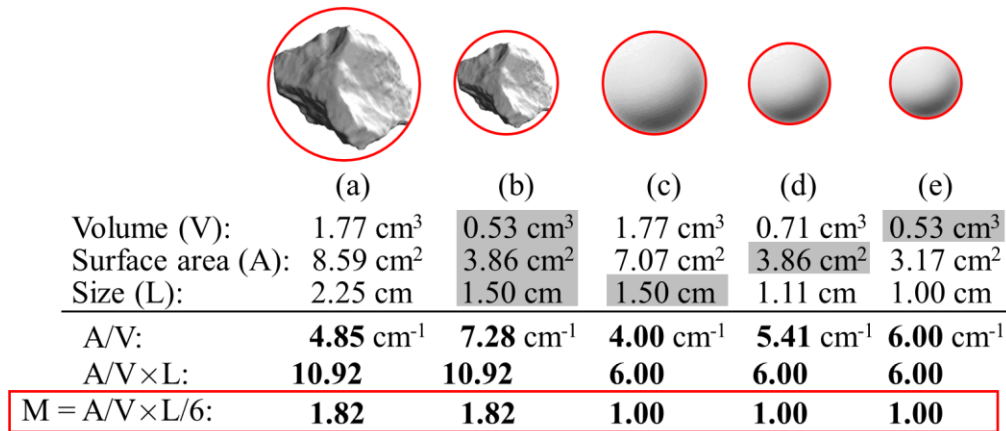 (a) (b) (c) (d) (e)
Volume (V): 1.77 cm³ 0.53 cm³ 1.77 cm³ 0.71 cm³ 0.53 cm³
Surface area (A): 8.59 cm² 3.86 cm² 7.07 cm² 3.86 cm² 3.17 cm²
Size (L): 2.25 cm 1.50 cm 1.50 cm 1.11 cm 1.00 cm
A/V: 4.85 cm⁻¹ 7.28 cm⁻¹ 4.00 cm⁻¹ 5.41 cm⁻¹ 6.00 cm⁻¹
A/V×L: 10.92 10.92 6.00 6.00 6.00
M = A/V×L/6: 1.82 1.82 1.00 1.00 1.00